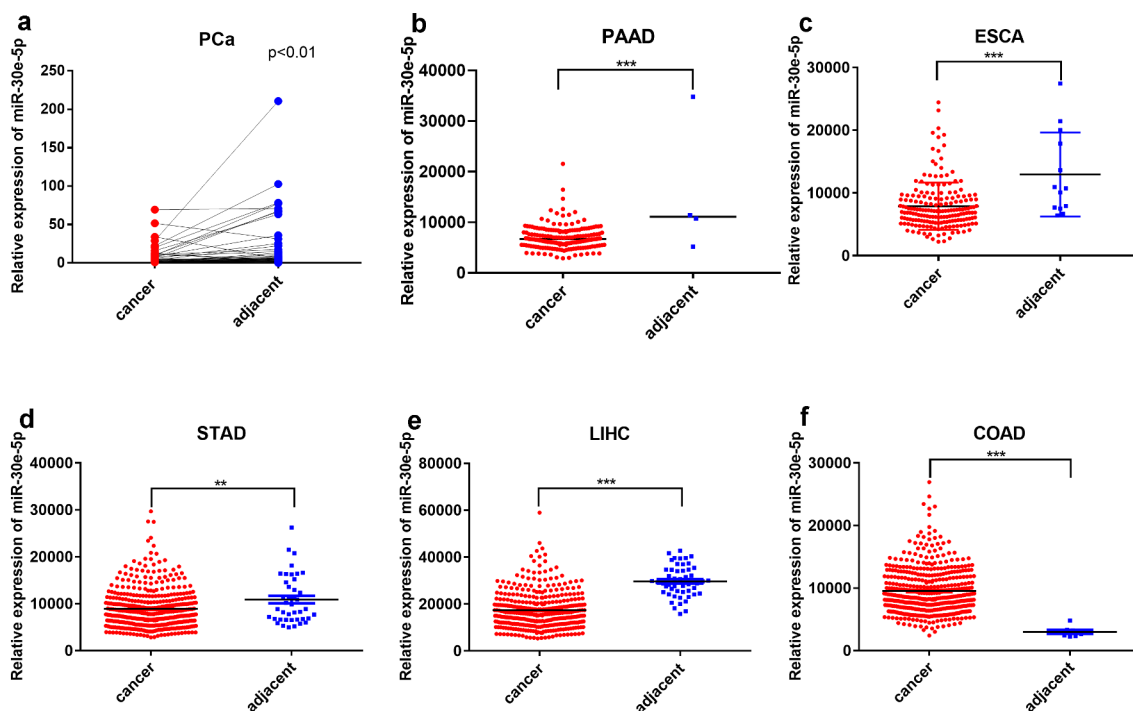 a
PCa
p<0.01
Relative expression of miR-30e-5p
250
200
150
100
50
0
cancer
adjacent
b
PAAD
***
Relative expression of miR-30e-5p
40000
30000
20000
10000
0
cancer
adjacent
c
ESCA
***
Relative expression of miR-30e-5p
30000
20000
10000
0
cancer
adjacent
d
STAD
**
Relative expression of miR-30e-5p
40000
30000
20000
10000
0
cancer
adjacent
e
LIHC
***
Relative expression of miR-30e-5p
80000
60000
40000
20000
0
cancer
adjacent
f
COAD
***
Relative expression of miR-30e-5p
30000
20000
10000
0
cancer
adjacent